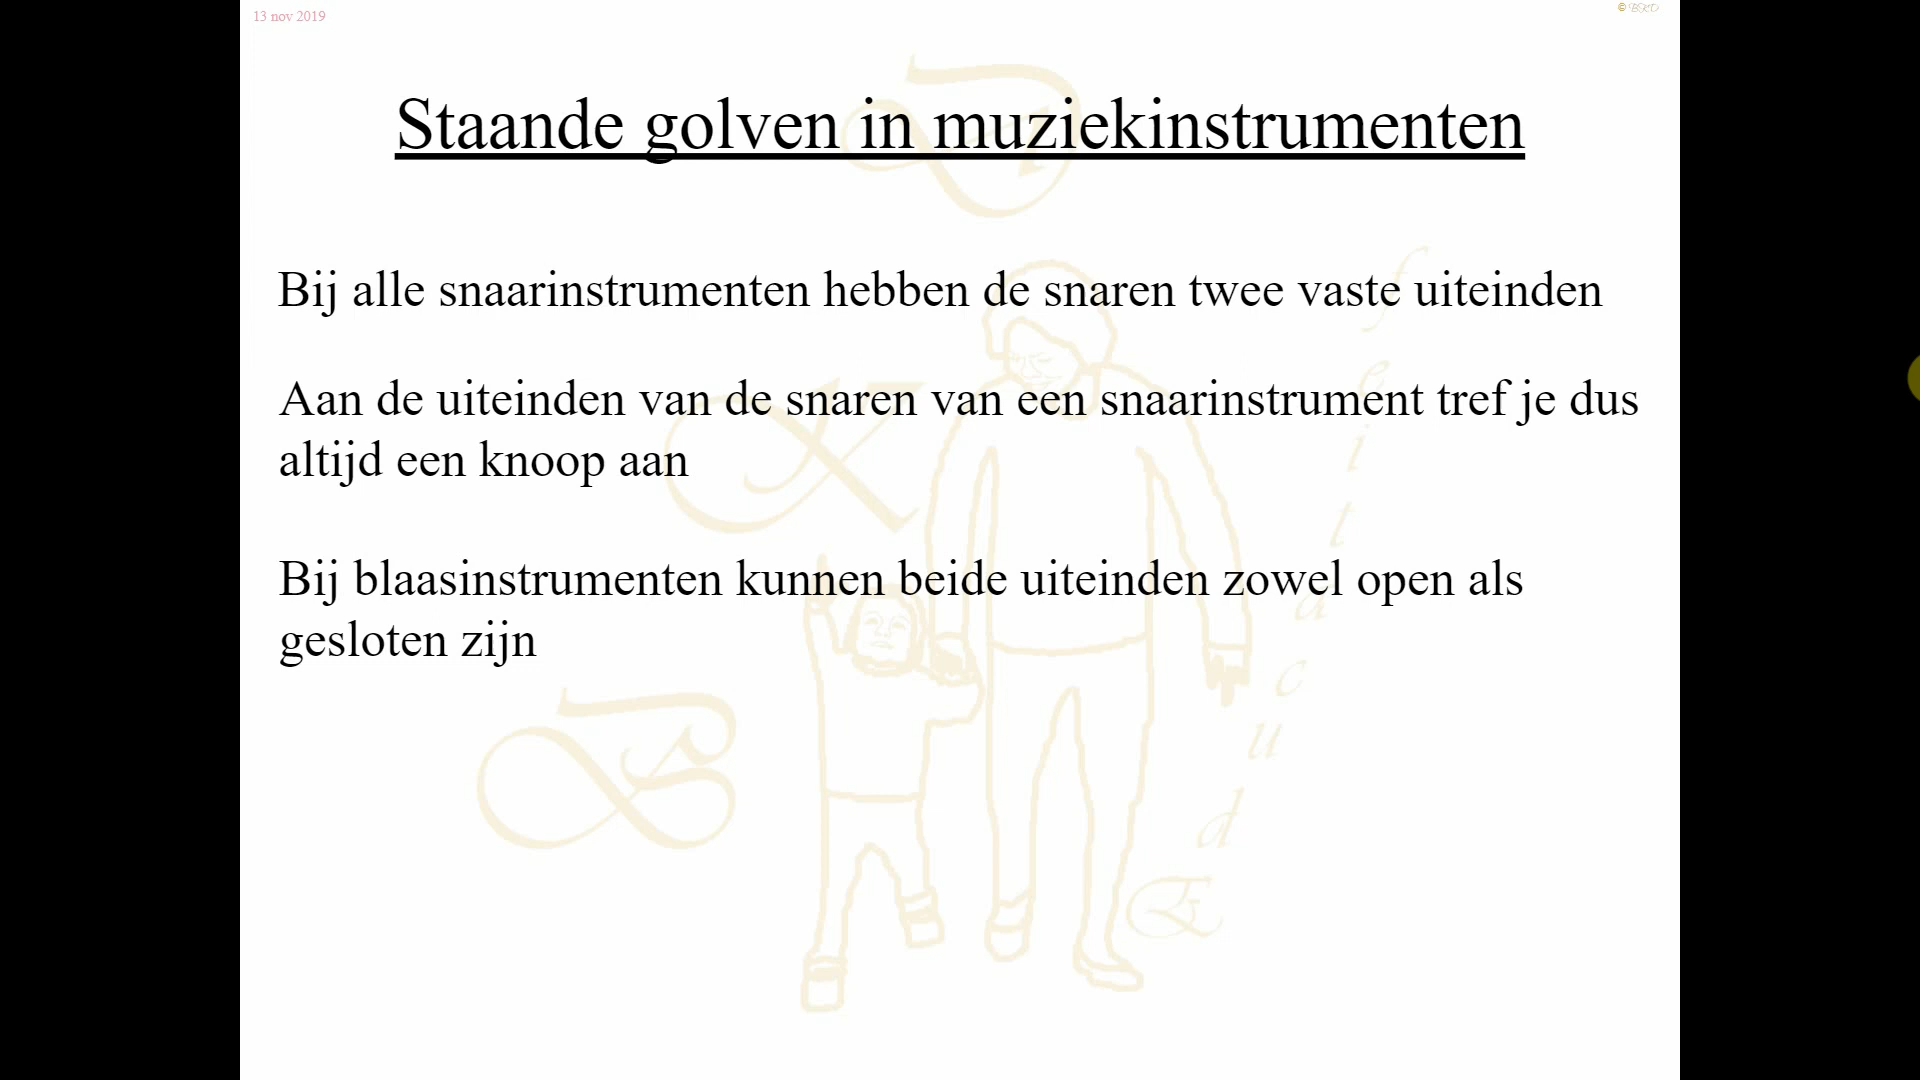 13 nov 2019
© BKD
Staande golven in muziekinstrumenten
Bij alle snaarinstrumenten hebben de snaren twee vaste uiteinden
Aan de uiteinden van de snaren van een snaarinstrument tref je dus
altijd een knoop aan
Bij blaasinstrumenten kunnen beide uiteinden zowel open als
gesloten zijn